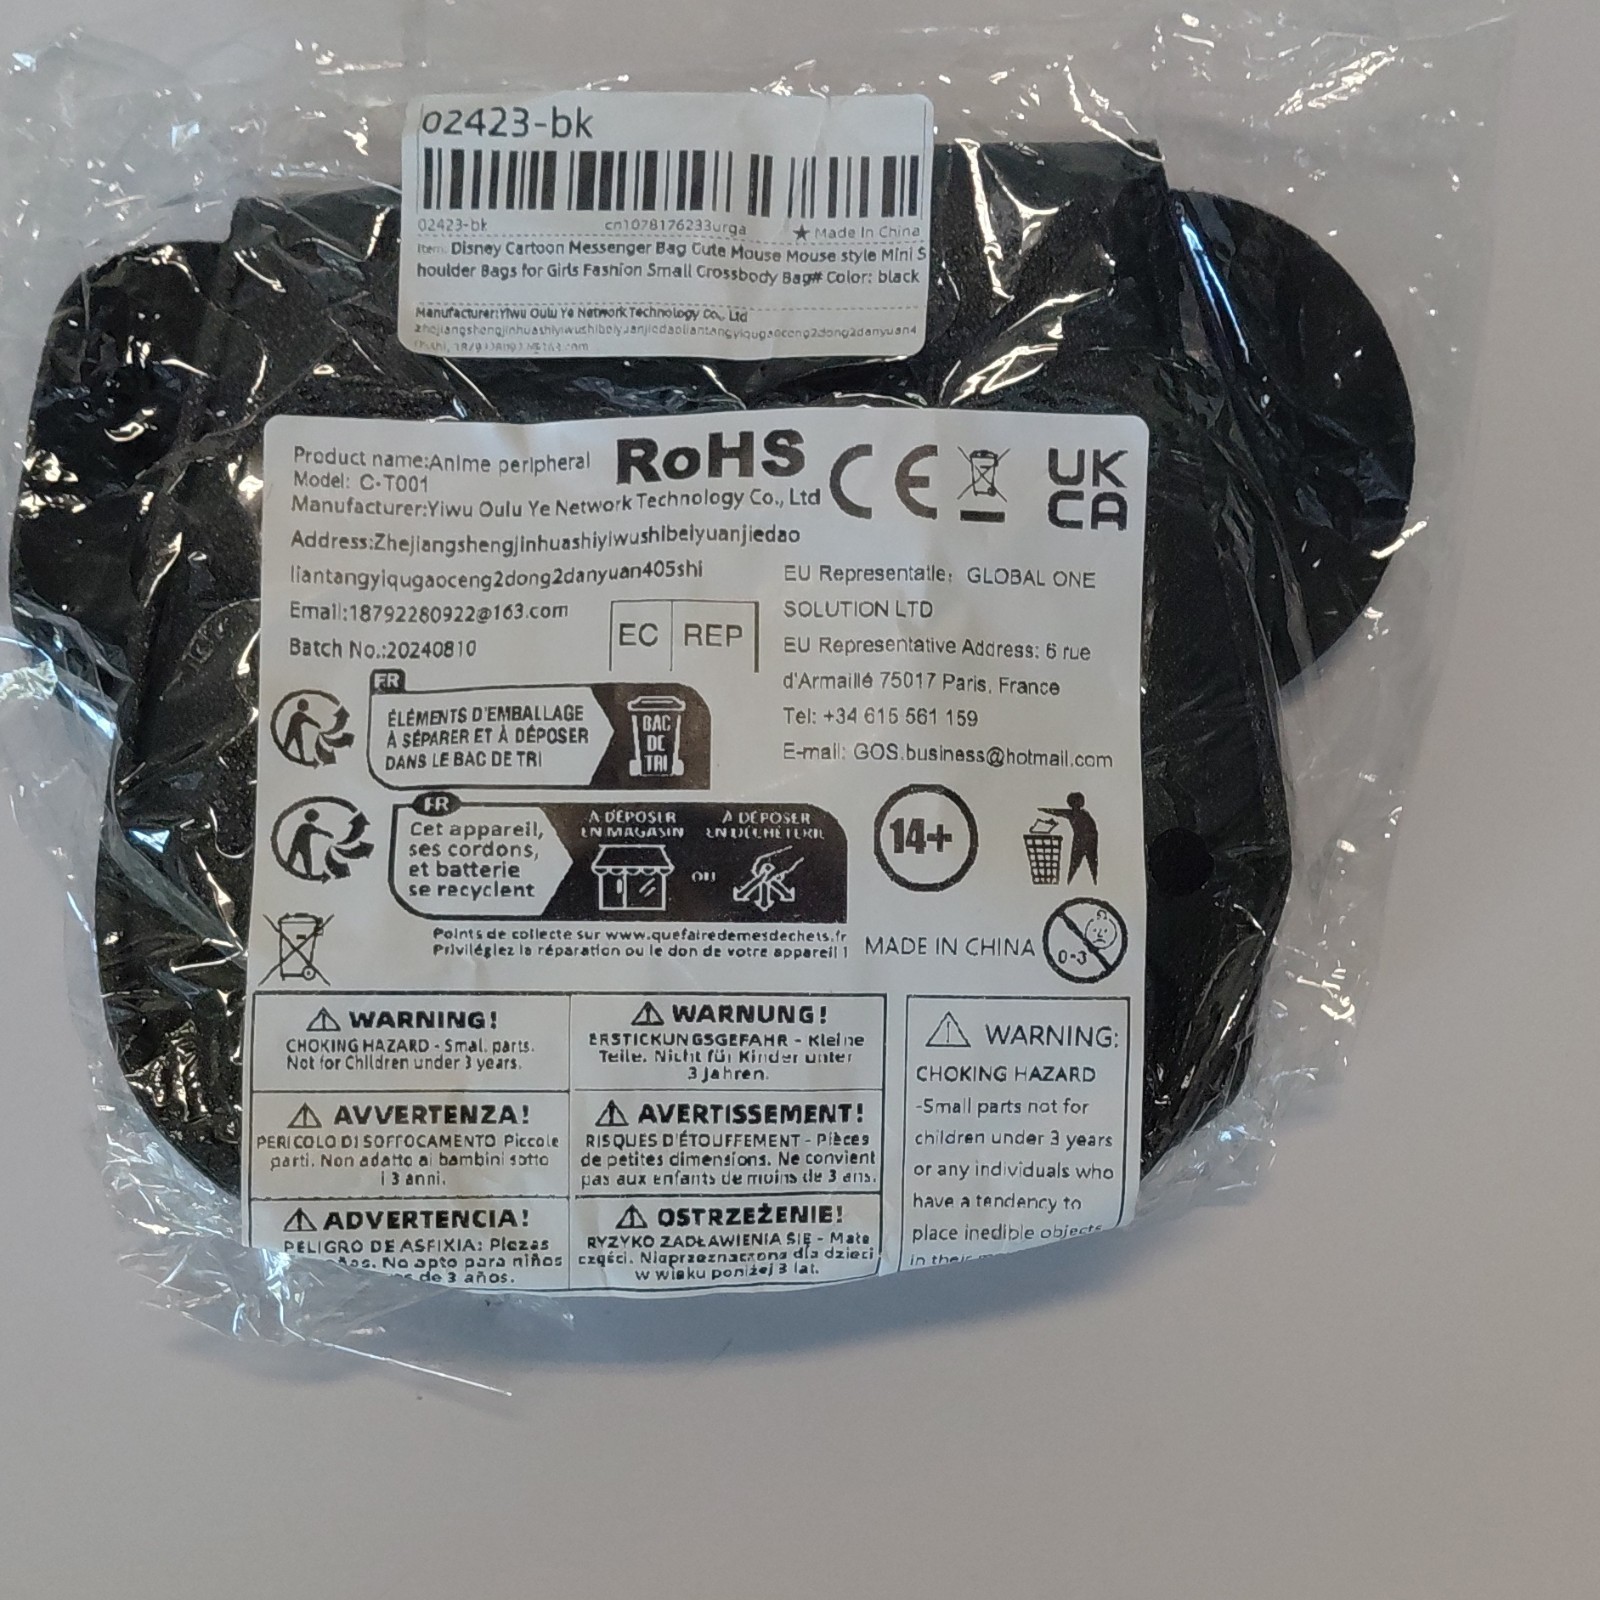 02423-bk
02423-bk cn1078176233urga ★ Made In China
Item: Disney Cartoon Messenger Bag Cute Mouse Mouse style Mini S
houlder Bags for Girls Fashion Small Crossbody Bag# Color: black
Manufacturer:Yiwu Oulu Ye Network Technology Co., Ltd
zhejiangshengjinhuashiyiwushibeiyuanjiedaoliantangyiqugaoceng2dong2danyuan4
Product name:Anime peripheral
Model: C-T001
RoHS
CE
UK
CA
Manufacturer:Yiwu Oulu Ye Network Technology Co., Ltd
Address:Zhejiangshengjinhuashiyiwushibeiyuanjiedao
liantangyiqugaoceng2dong2danyuan405shi
Email:18792280922@163.com
Batch No.:20240810
EC REP
EU Representatie: GLOBAL ONE
SOLUTION LTD
EU Representative Address: 6 rue
d'Armaillé 75017 Paris, France
Tel: +34 615 561 159
E-mail: GOS.business@hotmail.com
FR
ÉLÉMENTS D'EMBALLAGE
À SÉPARER ET À DÉPOSER
DANS LE BAC DE TRI
BAC
DE
TRI
FR
Cet appareil,
ses cordons,
et batterie
se recyclent
À DÉPOSER
EN MAGASIN
OU
À DÉPOSER
EN DÉCHÈTERIE
14+
Points de collecte sur www.quefairedemesdechets.fr
Privilégiez la réparation ou le don de votre appareil !
MADE IN CHINA
0-3
WARNING!
CHOKING HAZARD - Smal. parts.
Not for Children under 3 years.
WARNUNG!
ERSTICKUNGSGEFAHR - Kleine
Teile. Nicht für Kinder unter
3 Jahren.
AVVERTENZA!
PERICOLO DI SOFFOCAMENTO Piccole
parti. Non adatto ai bambini sotto
i 3 anni.
AVERTISSEMENT!
RISQUES D'ÉTOUFFEMENT - Pièces
de petites dimensions. Ne convient
pas aux enfants de moins de 3 ans.
ADVERTENCIA!
PELIGRO DE ASFIXIA: Piezas
No apto para niños
de 3 años.
OSTRZEŻENIE!
RYZYKO ZADŁAWIENIA SIĘ - Małe
części. Nieprzeznaczone dla dzieci
w wieku poniżej 3 lat.
WARNING:
CHOKING HAZARD
-Small parts not for
children under 3 years
or any individuals who
have a tendency to
place inedible objects
in their